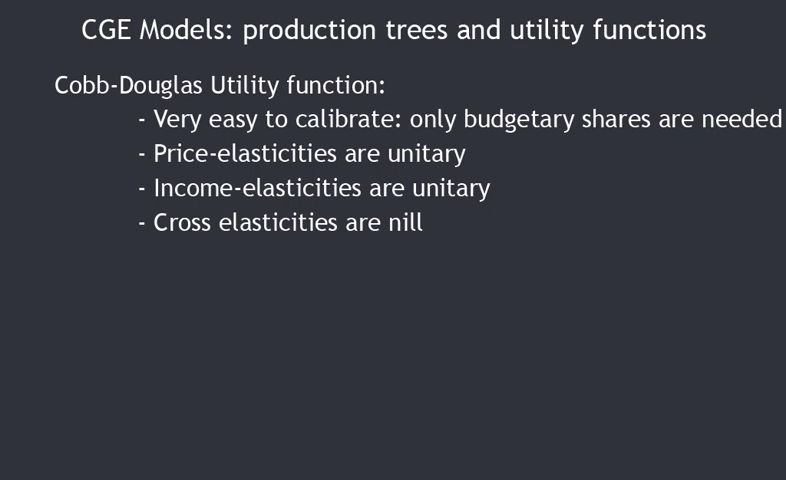 CGE Models: production trees and utility functions
Cobb-Douglas Utility function:
- Very easy to calibrate: only budgetary shares are needed
- Price-elasticities are unitary
- Income-elasticities are unitary
- Cross elasticities are nill